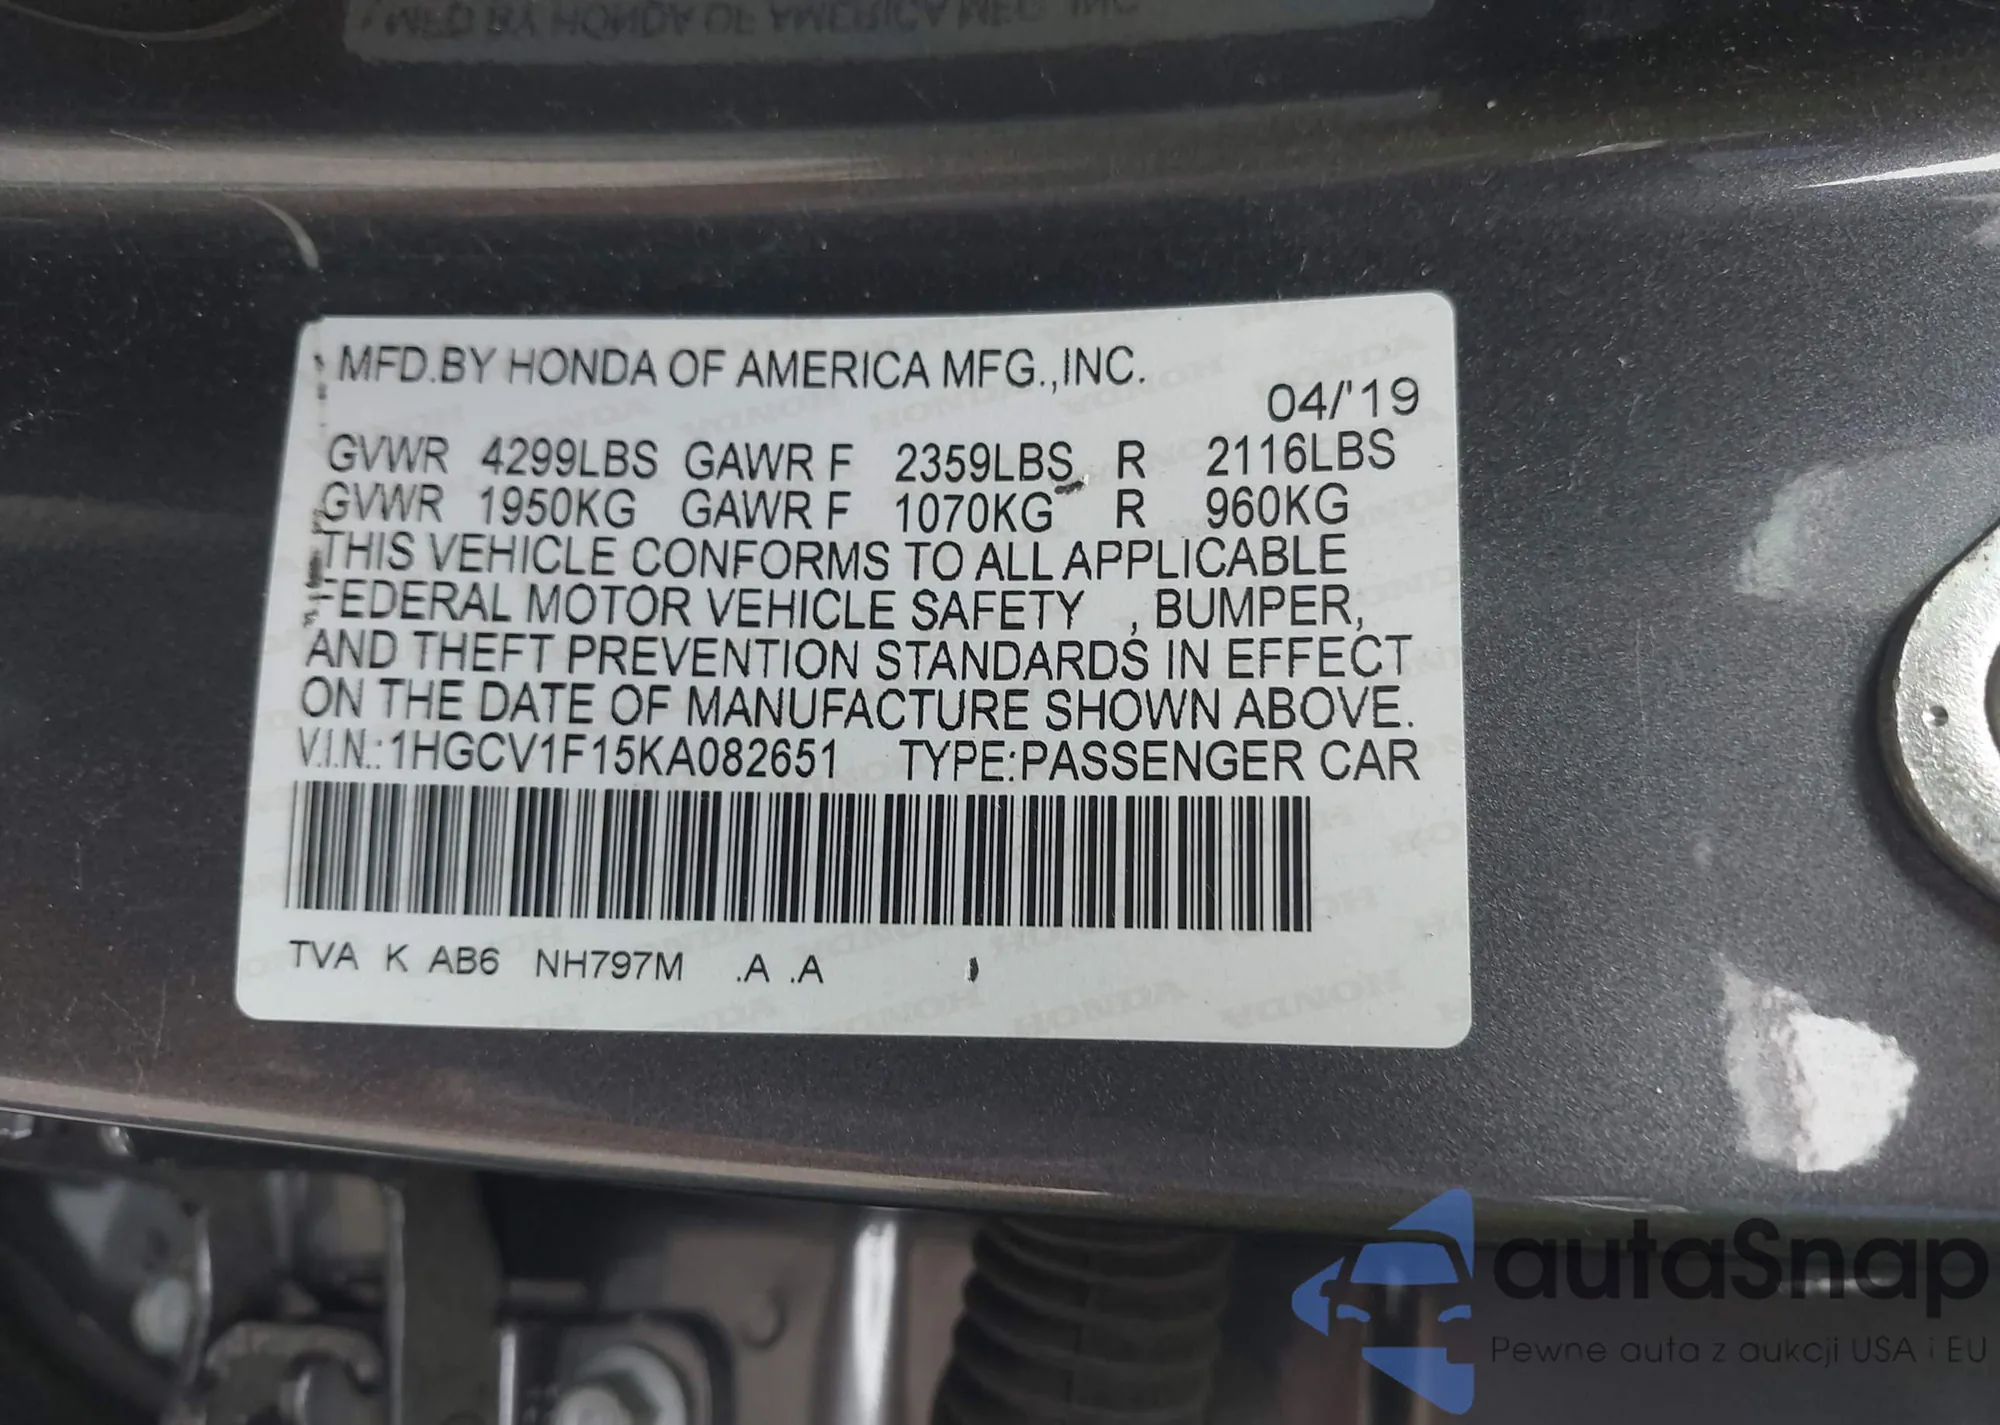 MFD.BY HONDA OF AMERICA MFG.,INC.
04/'19
GVWR 4299LBS GAWR F 2359LBS R 2116LBS
GVWR 1950KG GAWR F 1070KG R 960KG
THIS VEHICLE CONFORMS TO ALL APPLICABLE
FEDERAL MOTOR VEHICLE SAFETY , BUMPER,
AND THEFT PREVENTION STANDARDS IN EFFECT
ON THE DATE OF MANUFACTURE SHOWN ABOVE.
V.I.N.:1HGCV1F15KA082651 TYPE:PASSENGER CAR
TVA K AB6 NH797M .A .A
autaSnap
Pewne auta z aukcji USA i EU